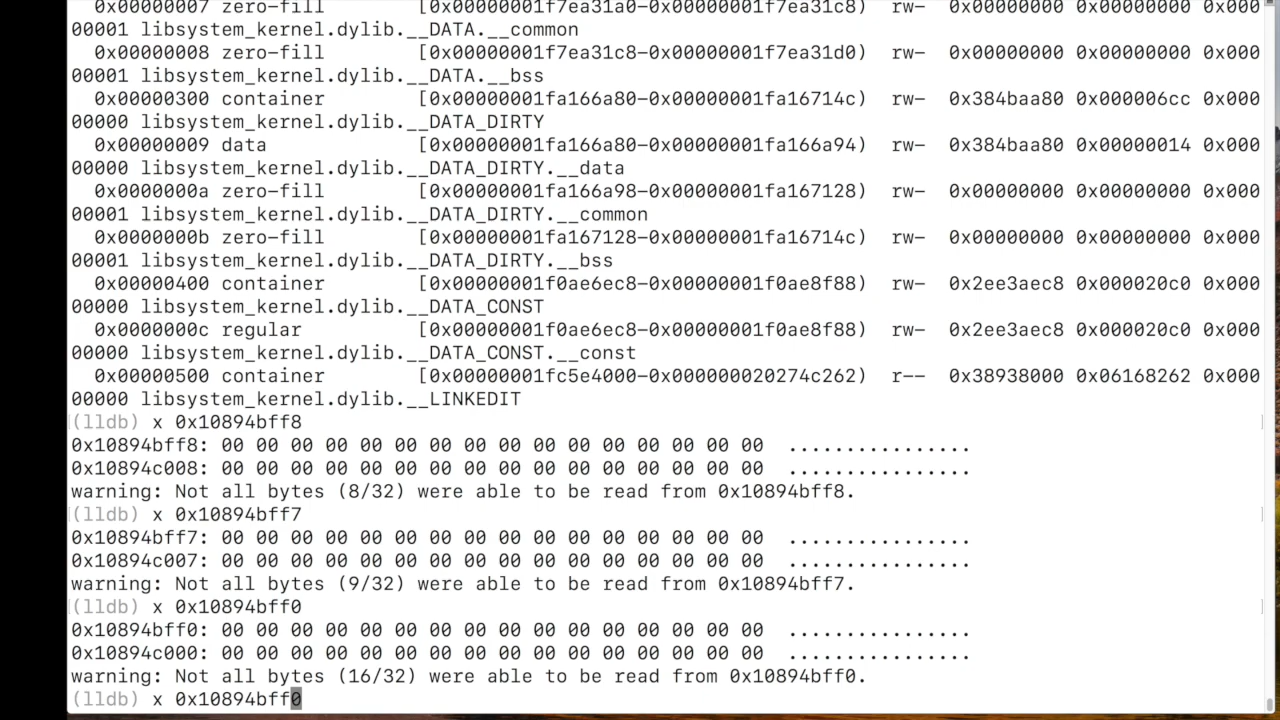 0x00000007 zero-fill [0x00000001f7ea31a0-0x00000001f7ea31c8) rw- 0x00000000 0x00000000 0x000
00001 libsystem_kernel.dylib.__DATA.__common
0x00000008 zero-fill [0x00000001f7ea31c8-0x00000001f7ea31d0) rw- 0x00000000 0x00000000 0x000
00001 libsystem_kernel.dylib.__DATA.__bss
0x00000300 container [0x00000001fa166a80-0x00000001fa16714c) rw- 0x384baa80 0x000006cc 0x000
00000 libsystem_kernel.dylib.__DATA_DIRTY
0x00000009 data [0x00000001fa166a80-0x00000001fa166a94) rw- 0x384baa80 0x00000014 0x000
00000 libsystem_kernel.dylib.__DATA_DIRTY.__data
0x0000000a zero-fill [0x00000001fa166a98-0x00000001fa167128) rw- 0x00000000 0x00000000 0x000
00001 libsystem_kernel.dylib.__DATA_DIRTY.__common
0x0000000b zero-fill [0x00000001fa167128-0x00000001fa16714c) rw- 0x00000000 0x00000000 0x000
00001 libsystem_kernel.dylib.__DATA_DIRTY.__bss
0x00000400 container [0x00000001f0ae6ec8-0x00000001f0ae8f88) rw- 0x2ee3aec8 0x000020c0 0x000
00000 libsystem_kernel.dylib.__DATA_CONST
0x0000000c regular [0x00000001f0ae6ec8-0x00000001f0ae8f88) rw- 0x2ee3aec8 0x000020c0 0x000
00000 libsystem_kernel.dylib.__DATA_CONST.__const
0x00000500 container [0x00000001fc5e4000-0x000000020274c262) r-- 0x38938000 0x06168262 0x000
00000 libsystem_kernel.dylib.__LINKEDIT
(lldb) x 0x10894bff8
0x10894bff8: 00 00 00 00 00 00 00 00 00 00 00 00 00 00 00 00 ................
0x10894c008: 00 00 00 00 00 00 00 00 00 00 00 00 00 00 00 00 ................
warning: Not all bytes (8/32) were able to be read from 0x10894bff8.
(lldb) x 0x10894bff7
0x10894bff7: 00 00 00 00 00 00 00 00 00 00 00 00 00 00 00 00 ................
0x10894c007: 00 00 00 00 00 00 00 00 00 00 00 00 00 00 00 00 ................
warning: Not all bytes (9/32) were able to be read from 0x10894bff7.
(lldb) x 0x10894bff0
0x10894bff0: 00 00 00 00 00 00 00 00 00 00 00 00 00 00 00 00 ................
0x10894c000: 00 00 00 00 00 00 00 00 00 00 00 00 00 00 00 00 ................
warning: Not all bytes (16/32) were able to be read from 0x10894bff0.
(lldb) x 0x10894bff0